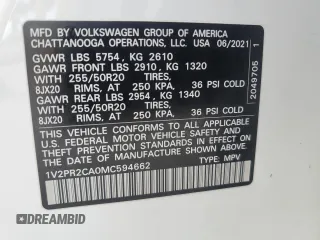 MFD BY VOLKSWAGEN GROUP OF AMERICA
CHATTANOOGA OPERATIONS, LLC. USA 06/2021
GVWR LBS 5754, KG 2610
GAWR FRONT LBS 2910, KG 1320
255/50R20 TIRES,
8JX20 RIMS, AT 250 KPA. 36 PSI COLD
GAWR REAR LBS 2954, KG 1340
255/50R20 TIRES,
8JX20 RIMS, AT 250 KPA. 36 PSI COLD
THIS VEHICLE CONFORMS TO ALL APPLICABLE
U.S. FEDERAL MOTOR VEHICLE SAFETY AND
THEFT PREVENTION STANDARDS IN EFFECT
ON THE DATE OF MANUFACTURE SHOWN ABOVE.
1V2PR2CA0MC594662 TYPE: MPV
2049705 1
AUTOBIDCAR